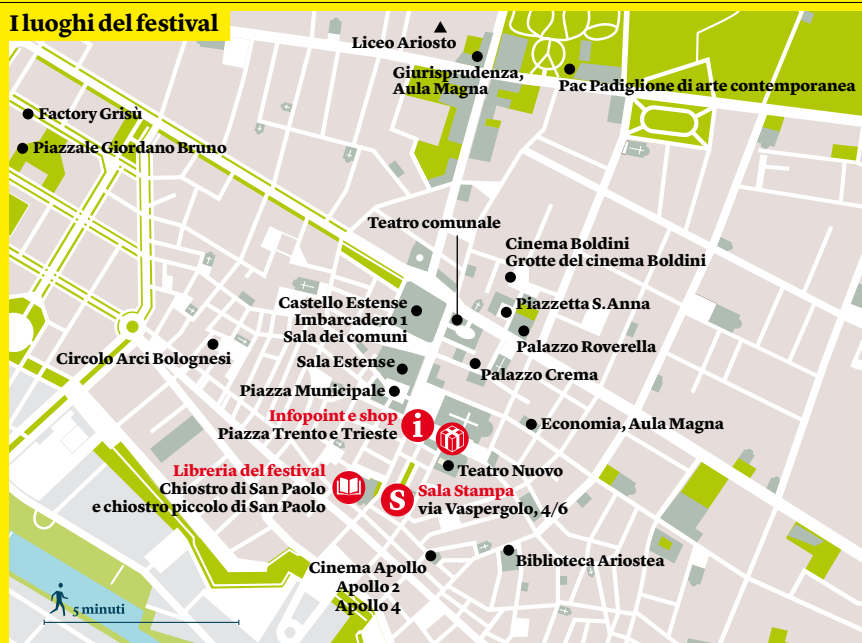 I luoghi del festival
Liceo Ariosto
Giurisprudenza,
Aula Magna
Pac Padiglione di arte contemporanea
Factory Grisù
Piazzale Giordano Bruno
Teatro comunale
Cinema Boldini
Grotte del cinema Boldini
Castello Estense
Imbarcadero 1
Sala dei comuni
Piazzetta S. Anna
Palazzo Roverella
Circolo Arci Bolognesi
Sala Estense
Palazzo Crema
Piazza Municipale
Infopoint e shop
Piazza Trento e Trieste
i
Economia, Aula Magna
Libreria del festival
Chiostro di San Paolo
e chiostro piccolo di San Paolo
Teatro Nuovo
S
Sala Stampa
via Vaspergolo, 4/6
Cinema Apollo
Apollo 2
Apollo 4
Biblioteca Ariostea
5 minuti